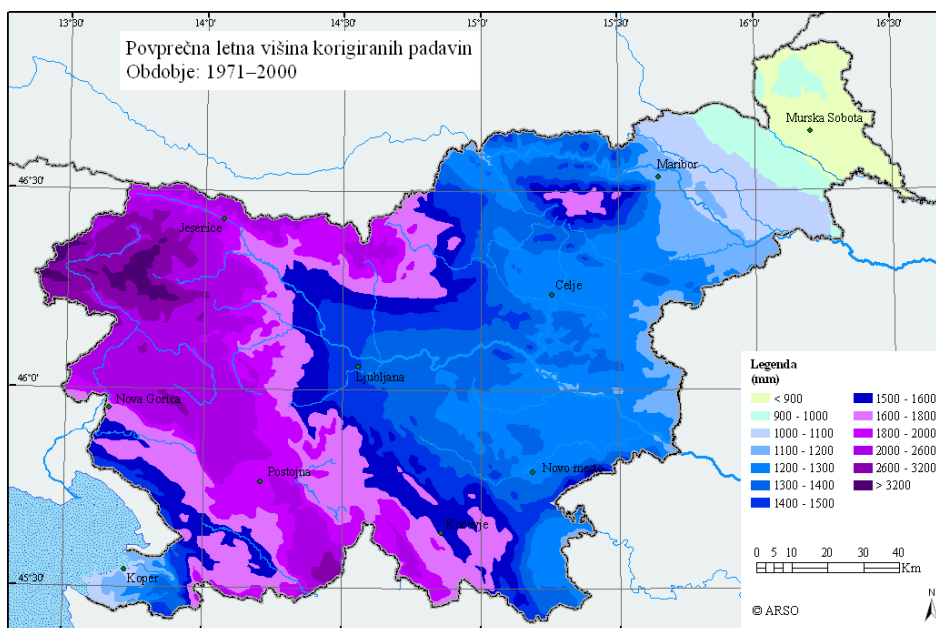 13°30'
14°0'
14°30'
15°0'
15°30'
16°0'
16°30'
Povprečna letna višina korigiranih padavin
Obdobje: 1971–2000
Murska Sobota
Maribor
46°30'
Jesenice
Celje
Ljubljana
46°0'
Nova Gorica
Postojna
Novo mesto
Kočevje
Koper
45°30'
Legenda
(mm)
< 900
900 - 1000
1000 - 1100
1100 - 1200
1200 - 1300
1300 - 1400
1400 - 1500
1500 - 1600
1600 - 1800
1800 - 2000
2000 - 2600
2600 - 3200
> 3200
0 5 10 20 30 40
Km
© ARSO
N